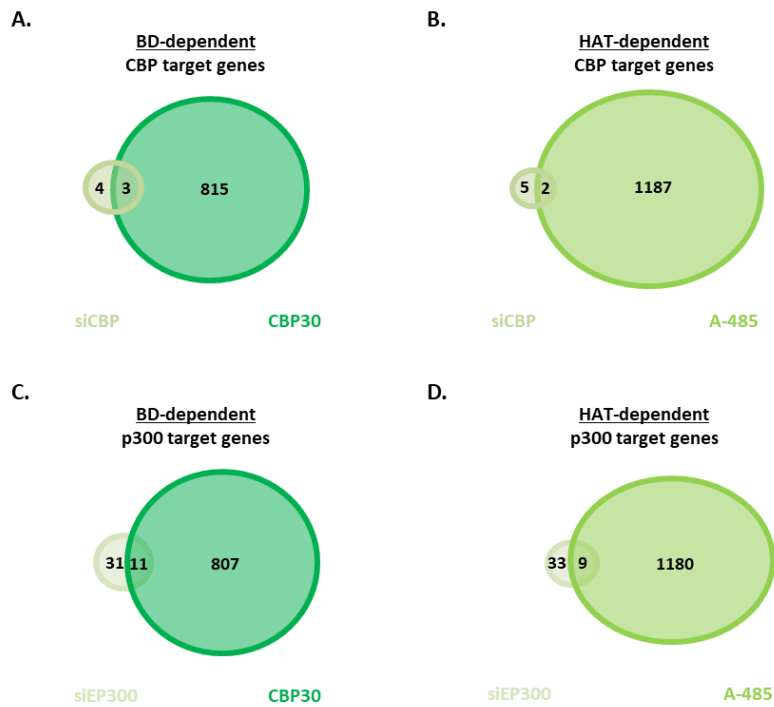 A.
BD-dependent
CBP target genes
4 3 815
siCBP CBP30
B.
HAT-dependent
CBP target genes
5 2 1187
siCBP A-485
C.
BD-dependent
p300 target genes
31 11 807
siEP300 CBP30
D.
HAT-dependent
p300 target genes
33 9 1180
siEP300 A-485